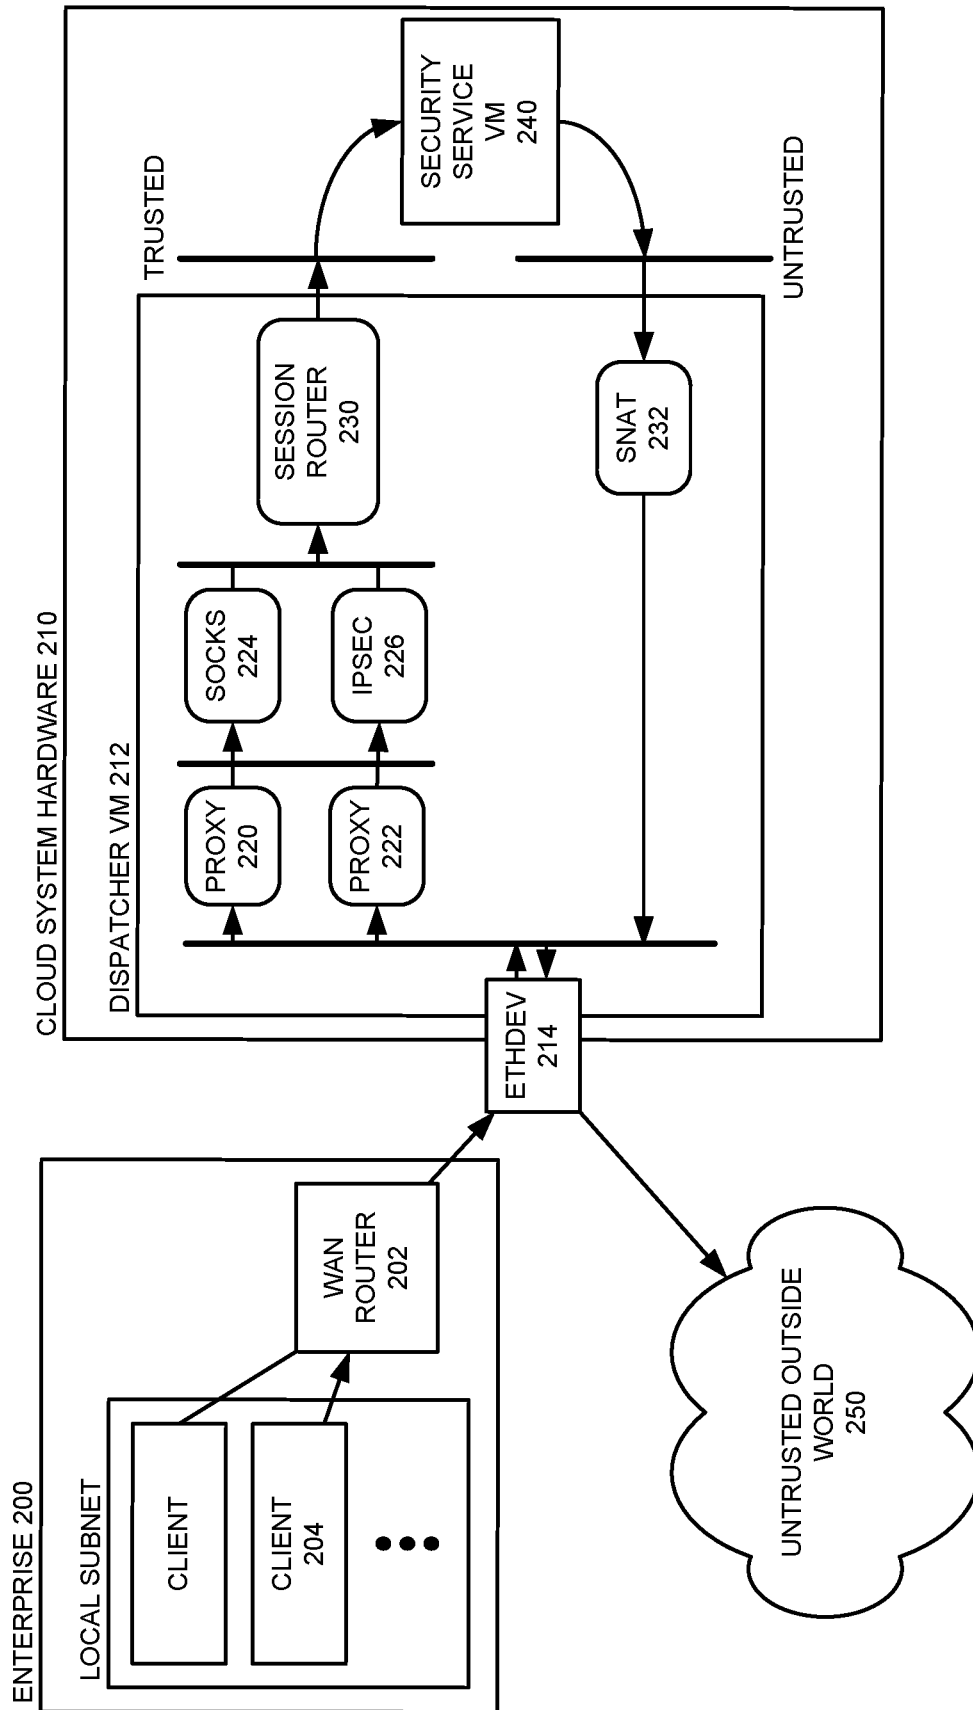 ENTERPRISE 200
LOCAL SUBNET
CLIENT
CLIENT
204
WAN
ROUTER
202
CLOUD SYSTEM HARDWARE 210
DISPATCHER VM 212
ETHDEV
214
PROXY
220
PROXY
222
SOCKS
224
IPSEC
226
SESSION
ROUTER
230
SNAT
232
TRUSTED
UNTRUSTED
SECURITY
SERVICE
VM
240
UNTRUSTED OUTSIDE
WORLD
250